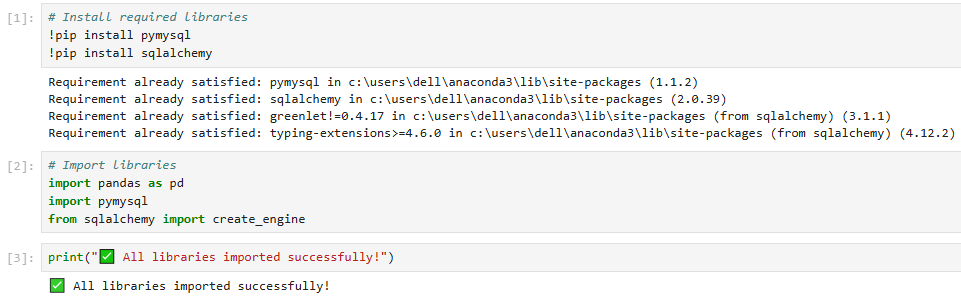 [1]: # Install required libraries
!pip install pymysql
!pip install sqlalchemy
Requirement already satisfied: pymysql in c:\users\dell\anaconda3\lib\site-packages (1.1.2)
Requirement already satisfied: sqlalchemy in c:\users\dell\anaconda3\lib\site-packages (2.0.39)
Requirement already satisfied: greenlet!=0.4.17 in c:\users\dell\anaconda3\lib\site-packages (from sqlalchemy) (3.1.1)
Requirement already satisfied: typing-extensions>=4.6.0 in c:\users\dell\anaconda3\lib\site-packages (from sqlalchemy) (4.12.2)
[2]: # Import libraries
import pandas as pd
import pymysql
from sqlalchemy import create_engine
[3]: print("✅ All libraries imported successfully!")
✅ All libraries imported successfully!